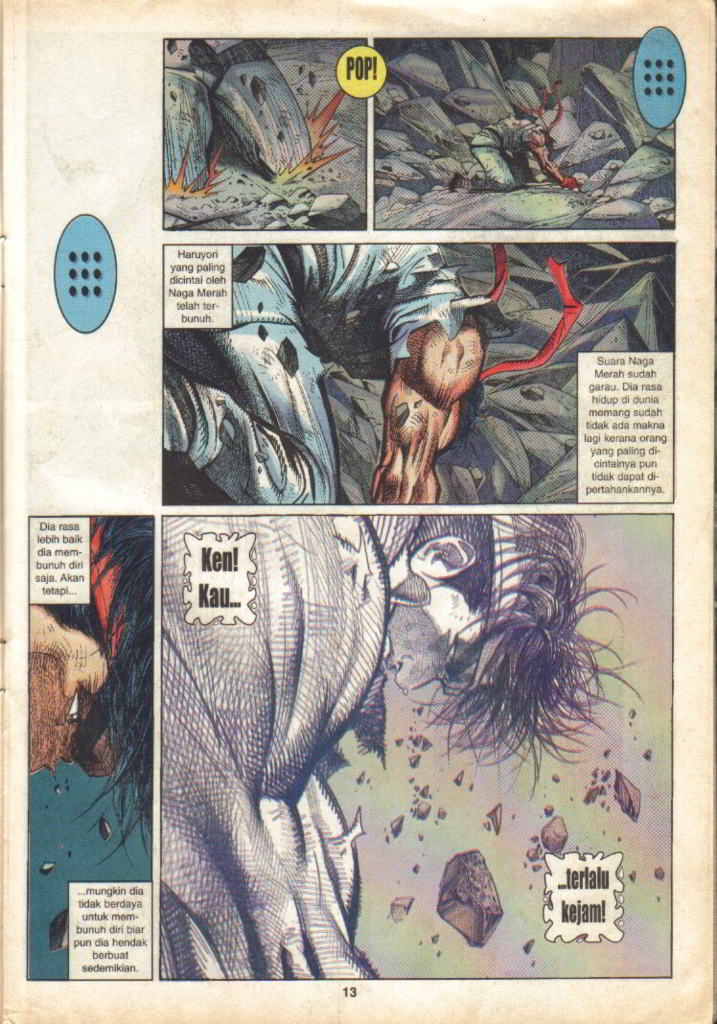 POP!
Haruyori
yang paling
dicintai oleh
Naga Merah
telah ter-
bunuh.
Suara Naga
Merah sudah
garau. Dia rasa
hidup di dunia
memang sudah
tidak ada makna
lagi kerana orang
yang paling di-
cintainya pun
tidak dapat di-
pertahankannya.
Dia rasa
lebih baik
dia mem-
bunuh diri
saja. Akan
tetapi...
...mungkin dia
tidak berdaya
untuk mem-
bunuh diri biar
pun dia hendak
berbuat
sedemikian.
Ken!
Kau...
...terlalu
kejam!
13